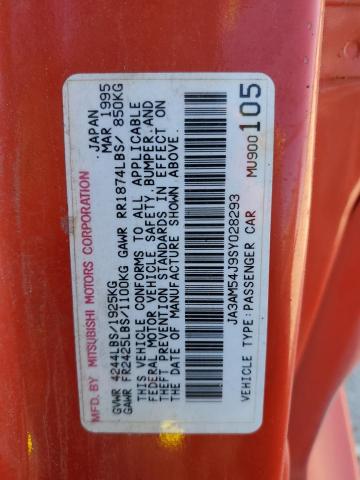 MFD. BY MITSUBISHI MOTORS CORPORATION JAPAN
MAR 1995
GVWR 4244LBS/1925KG
GAWR FR2425LBS/1100KG GAWR RR1874LBS/ 850KG
THIS VEHICLE CONFORMS TO ALL APPLICABLE
FEDERAL MOTOR VEHICLE SAFETY,BUMPER,AND
THEFT PREVENTION STANDARDS IN EFFECT ON
DATE OF MANUFACTURE SHOWN ABOVE.
JA3AM54J9SY028293
VEHICLE TYPE:PASSENGER CAR MU900105